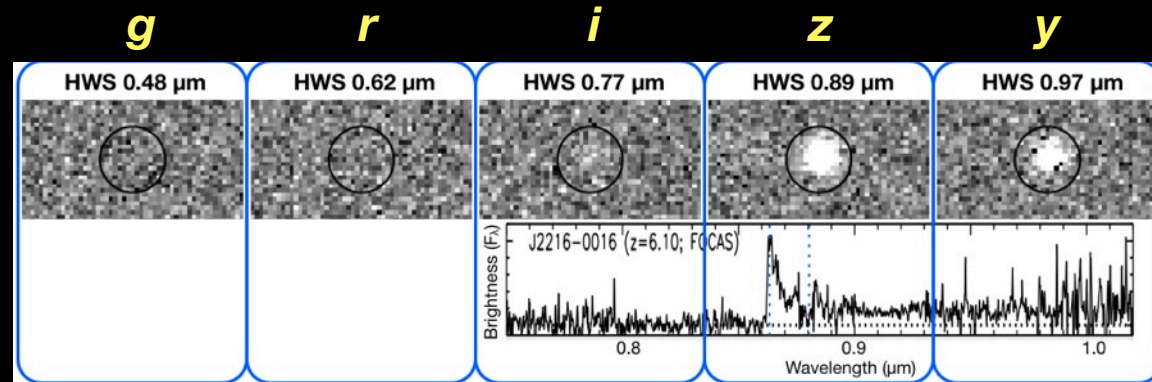 g r i z y
HWS 0.48 µm HWS 0.62 µm HWS 0.77 µm HWS 0.89 µm HWS 0.97 µm
J2216-0016 (z=6.10; FOCAS)
Brightness (Fλ)
0.8 0.9 1.0
Wavelength (µm)